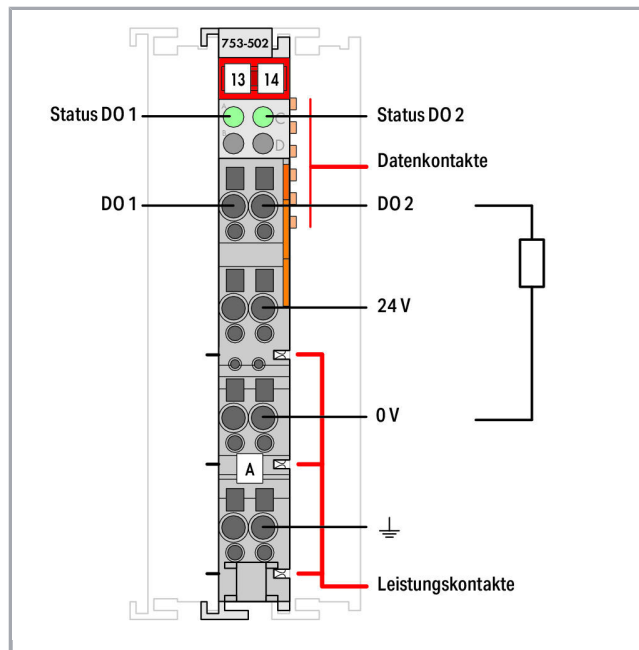 753-502
13 14
A
Status DO 1
Status DO 2
C
B
D
Datenkontakte
DO 1
DO 2
24 V
0 V
A
Leistungskontakte